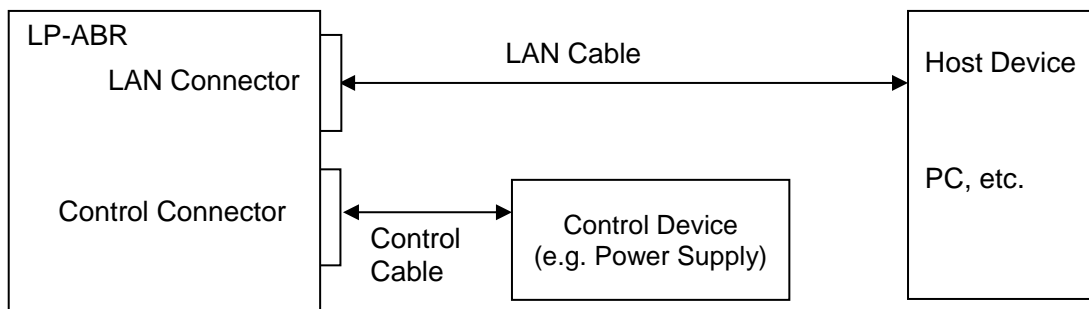 LP-ABR
LAN Connector
LAN Cable
Host Device
PC, etc.
Control Connector
Control
Cable
Control Device
(e.g. Power Supply)